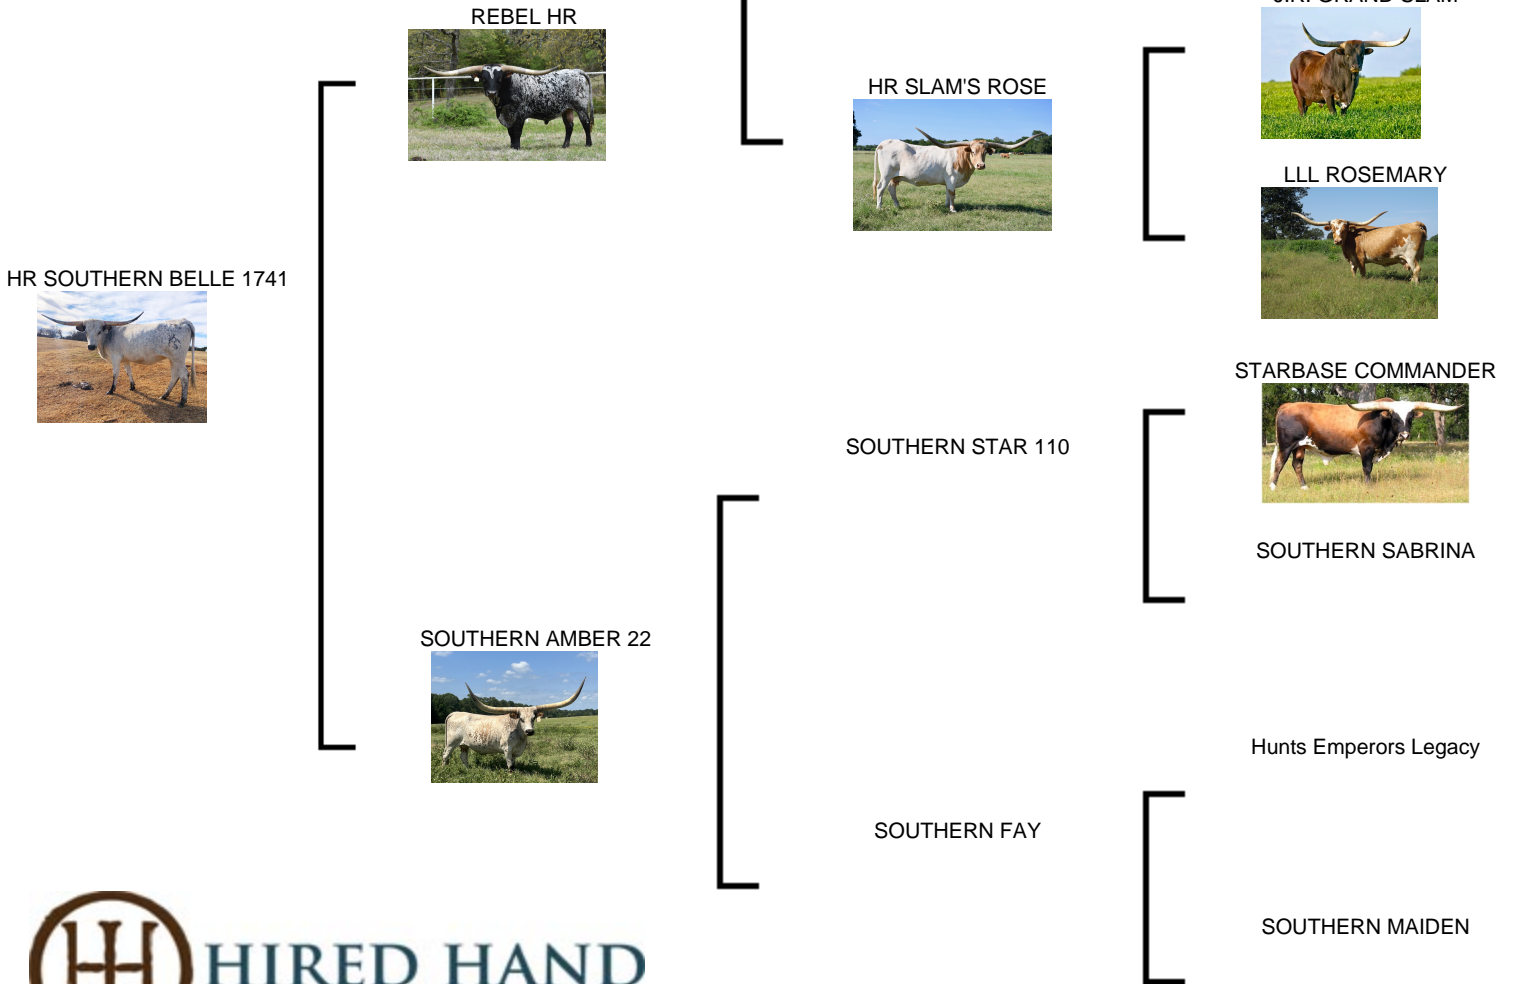 REBEL HR
HR SLAM'S ROSE
LLL ROSEMARY
HR SOUTHERN BELLE 1741
STARBASE COMMANDER
SOUTHERN STAR 110
SOUTHERN SABRINA
SOUTHERN AMBER 22
Hunts Emperors Legacy
SOUTHERN FAY
SOUTHERN MAIDEN
HIRED HAND